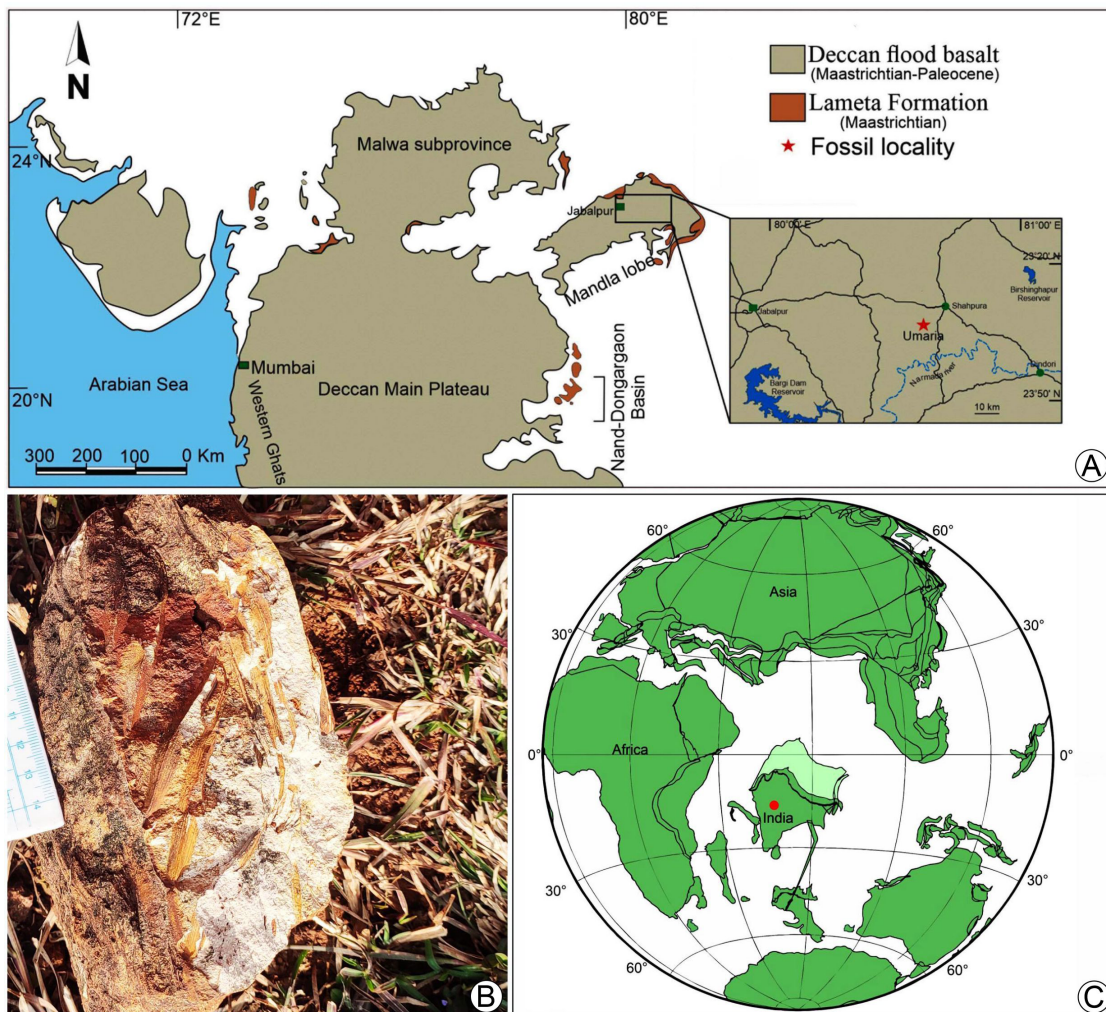 72°E
80°E
N
24°N
20°N
Deccan flood basalt
(Maastrichtian-Paleocene)
Lameta Formation
(Maastrichtian)
Fossil locality
Malwa subprovince
Jabalpur
Mandla lobe
Mumbai
Arabian Sea
Western Ghats
Deccan Main Plateau
Nand-Dongargaon
Basin
300 200 100 0 Km
80°00' E
81°00' E
23°20' N
Birshinghapur
Reservoir
Jabalpur
Shahpura
Umaria
Narmada river
Dindori
Bargi Dam
Reservoir
23°50' N
10 km
A
B
60°
60°
Asia
30°
30°
Africa
0°
0°
India
30°
30°
60°
60°
C